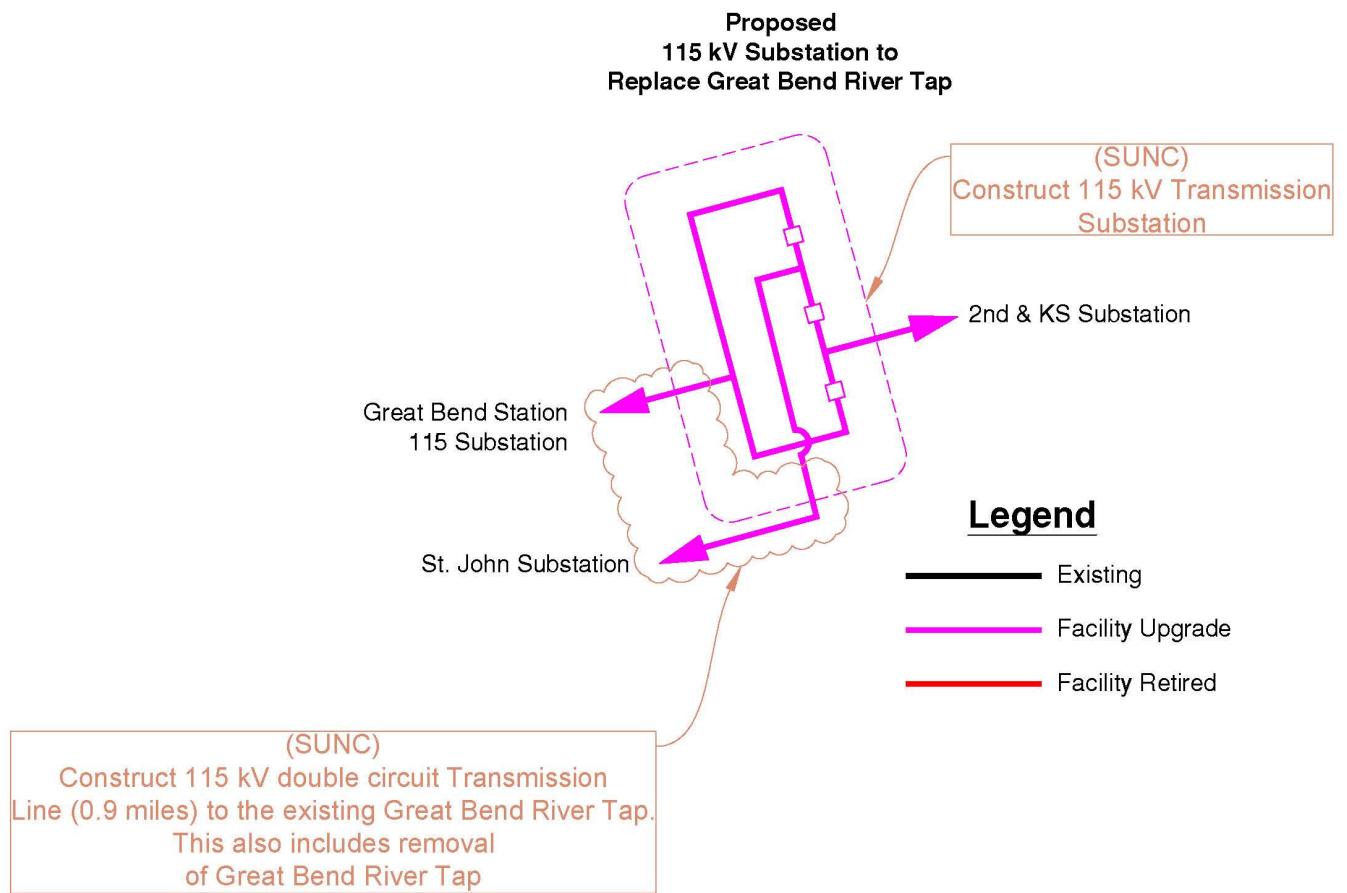 Proposed
115 kV Substation to
Replace Great Bend River Tap
(SUNC)
Construct 115 kV Transmission
Substation
2nd & KS Substation
Great Bend Station
115 Substation
St. John Substation
Legend
Existing
Facility Upgrade
Facility Retired
(SUNC)
Construct 115 kV double circuit Transmission
Line (0.9 miles) to the existing Great Bend River Tap.
This also includes removal
of Great Bend River Tap